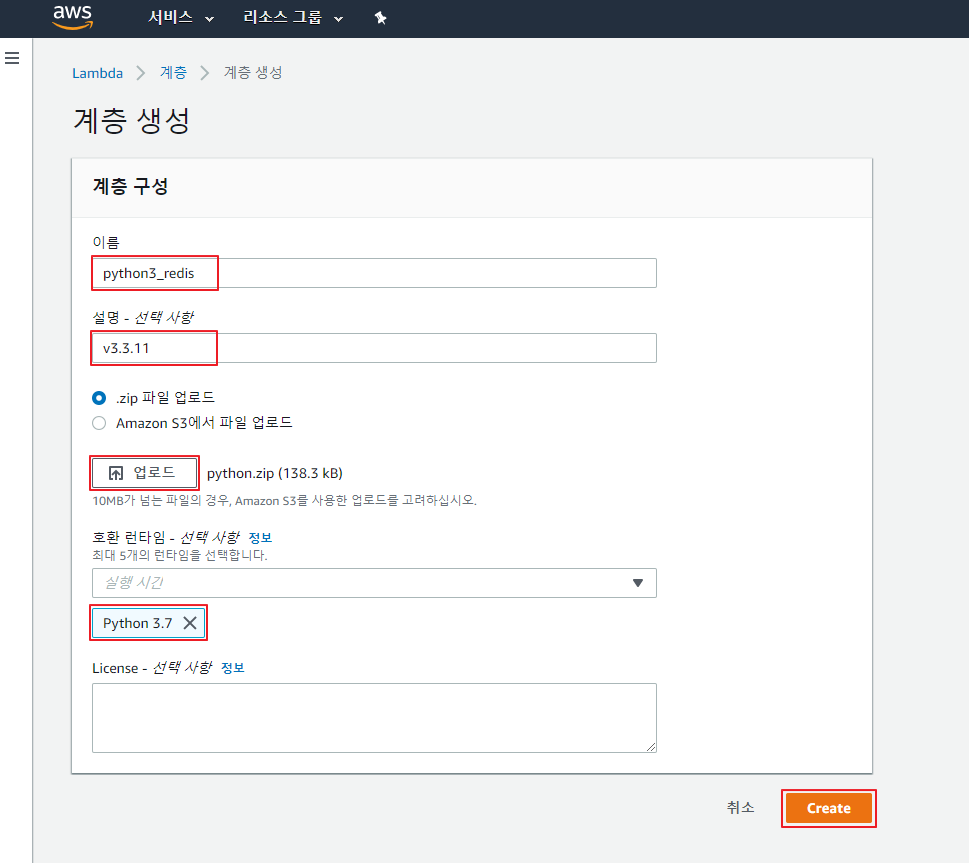 aws 서비스 리소스 그룹
Lambda > 계층 > 계층 생성
계층 생성
계층 구성
이름
python3_redis
설명 - 선택 사항
v3.3.11
.zip 파일 업로드
Amazon S3에서 파일 업로드
업로드 python.zip (138.3 kB)
10MB가 넘는 파일의 경우, Amazon S3를 사용한 업로드를 고려하십시오.
호환 런타임 - 선택 사항 정보
최대 5개의 런타임을 선택합니다.
실행 시간
Python 3.7
License - 선택 사항 정보
취소 Create